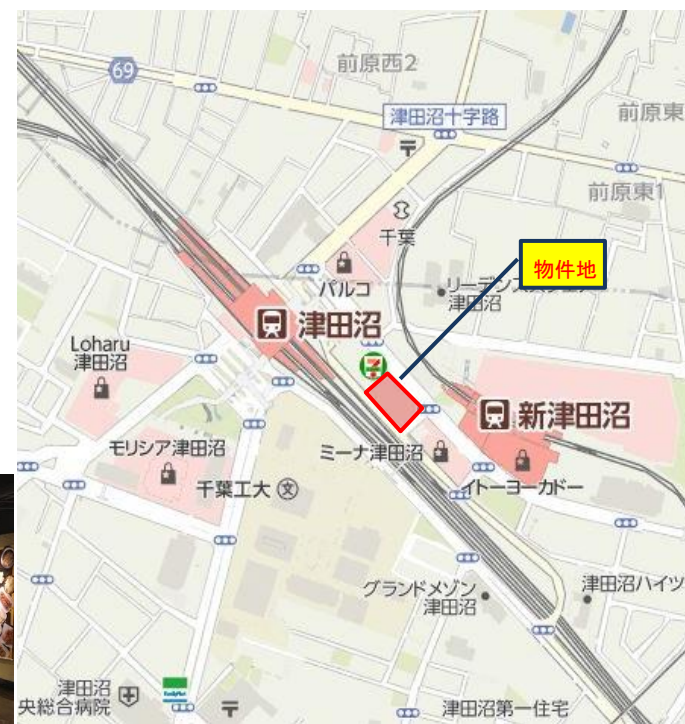 前原西2
69
津田沼十字路
前原東
前原東1
千葉
物件地
パルコ
津田沼
Loharu
津田沼
津田沼
新津田沼
モリシア津田沼
ミーナ津田沼
千葉工大
イトーヨーカドー
グランドメゾン
津田沼
津田沼ハイツ
津田沼
央総合病院
FamilyMart
津田沼第一住宅